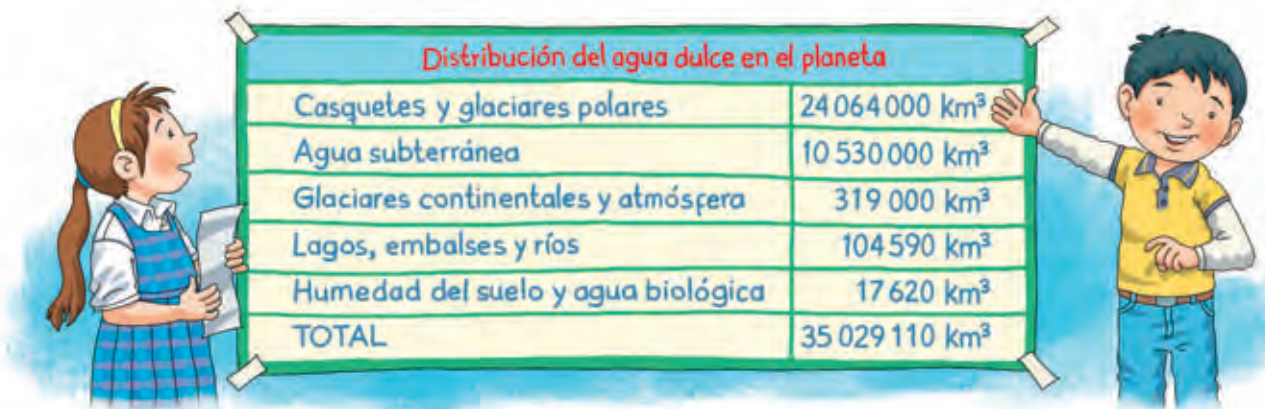 Distribución del agua dulce en el planeta
Casquetes y glaciares polares 24 064 000 km³
Agua subterránea 10 530 000 km³
Glaciares continentales y atmósfera 319 000 km³
Lagos, embalses y ríos 104 590 km³
Humedad del suelo y agua biológica 17 620 km³
TOTAL 35 029 110 km³